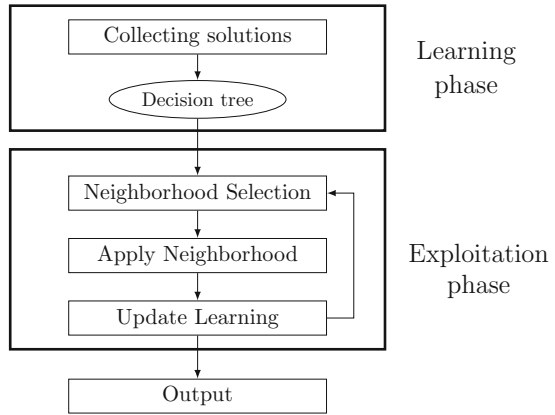 Collecting solutions
Decision tree
Learning
phase
Neighborhood Selection
Apply Neighborhood
Update Learning
Exploitation
phase
Output